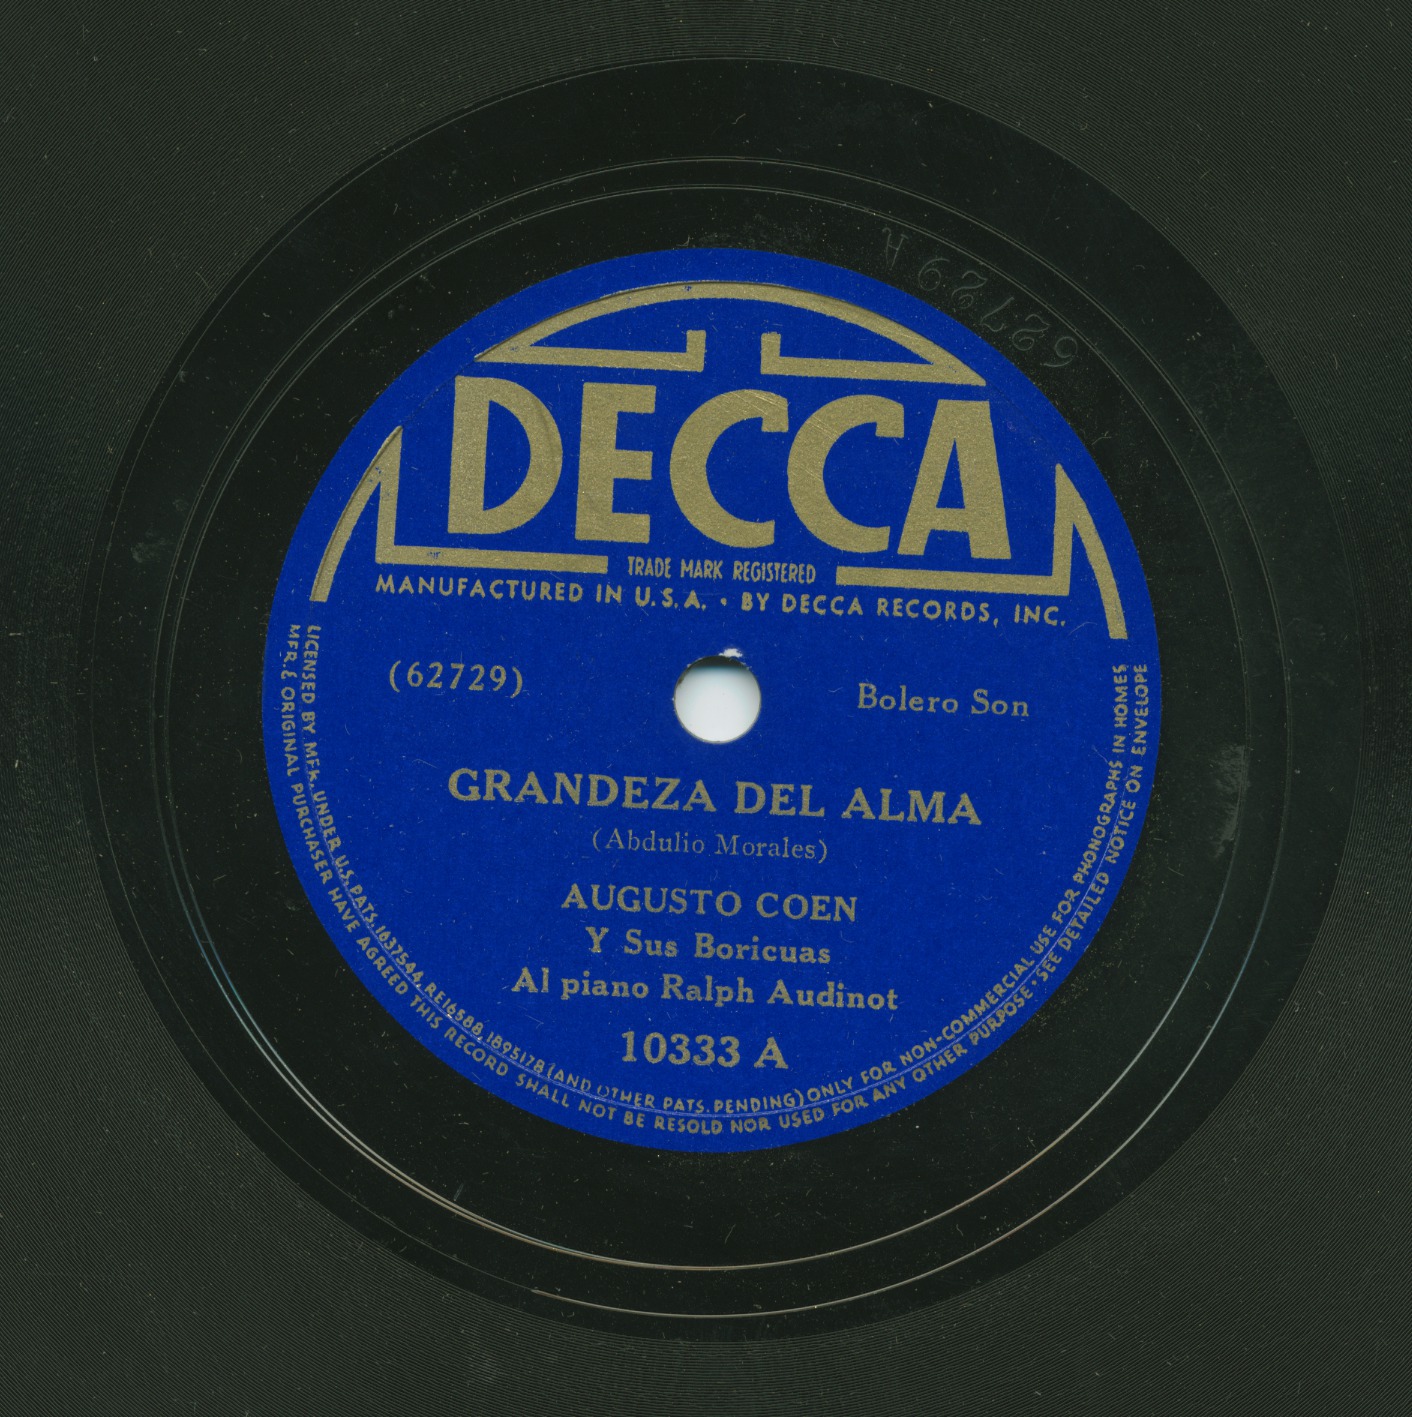 62729 A
DECCA
TRADE MARK REGISTERED
MANUFACTURED IN U.S.A. • BY DECCA RECORDS, INC.
(62729)
Bolero Son
GRANDEZA DEL ALMA
(Abdulio Morales)
AUGUSTO COEN
Y Sus Boricuas
Al piano Ralph Audinot
10333 A
LICENSED BY MFR. UNDER U.S. PATS. 1637544, RE16588, 1895178 (AND OTHER PATS. PENDING) ONLY FOR NON-COMMERCIAL USE FOR PHONOGRAPHS IN HOMES
MFR. & ORIGINAL PURCHASER HAVE AGREED THIS RECORD SHALL NOT BE RESOLD NOR USED FOR ANY OTHER PURPOSE • SEE DETAILED NOTICE ON ENVELOPE